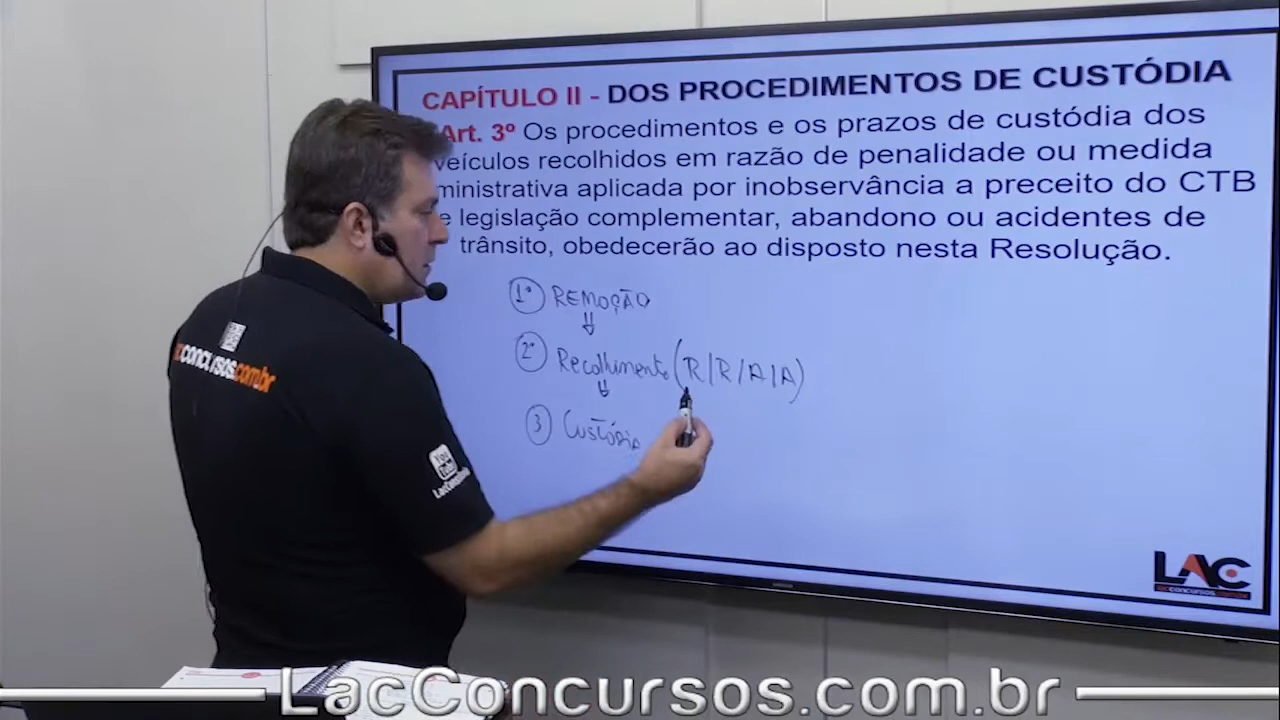 CAPÍTULO II - DOS PROCEDIMENTOS DE CUSTÓDIA
Art. 3º Os procedimentos e os prazos de custódia dos
veículos recolhidos em razão de penalidade ou medida
ministrativa aplicada por inobservância a preceito do CTB
e legislação complementar, abandono ou acidentes de
trânsito, obedecerão ao disposto nesta Resolução.
1º REMOÇÃO
2º Recolhimento (R/R/A/A)
3 CUSTÓDIA
concursos.com.br
You
Tube
LAC
LacConcursos.com.br